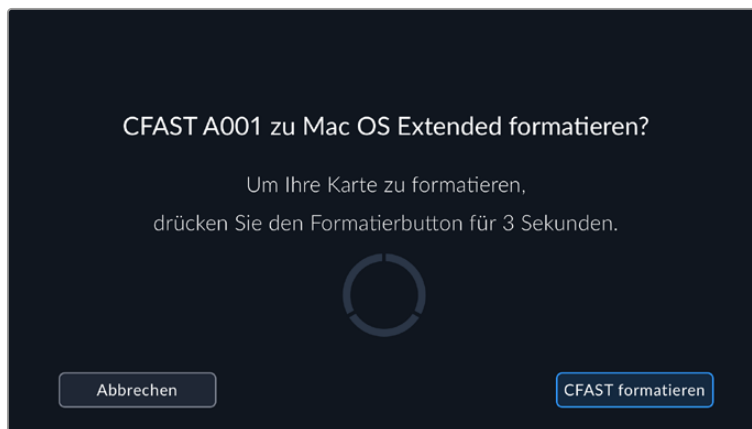 CFAST A001 zu Mac OS Extended formatieren?
Um Ihre Karte zu formatieren,
drücken Sie den Formatierbutton für 3 Sekunden.
Abbrechen
CFAST formatieren